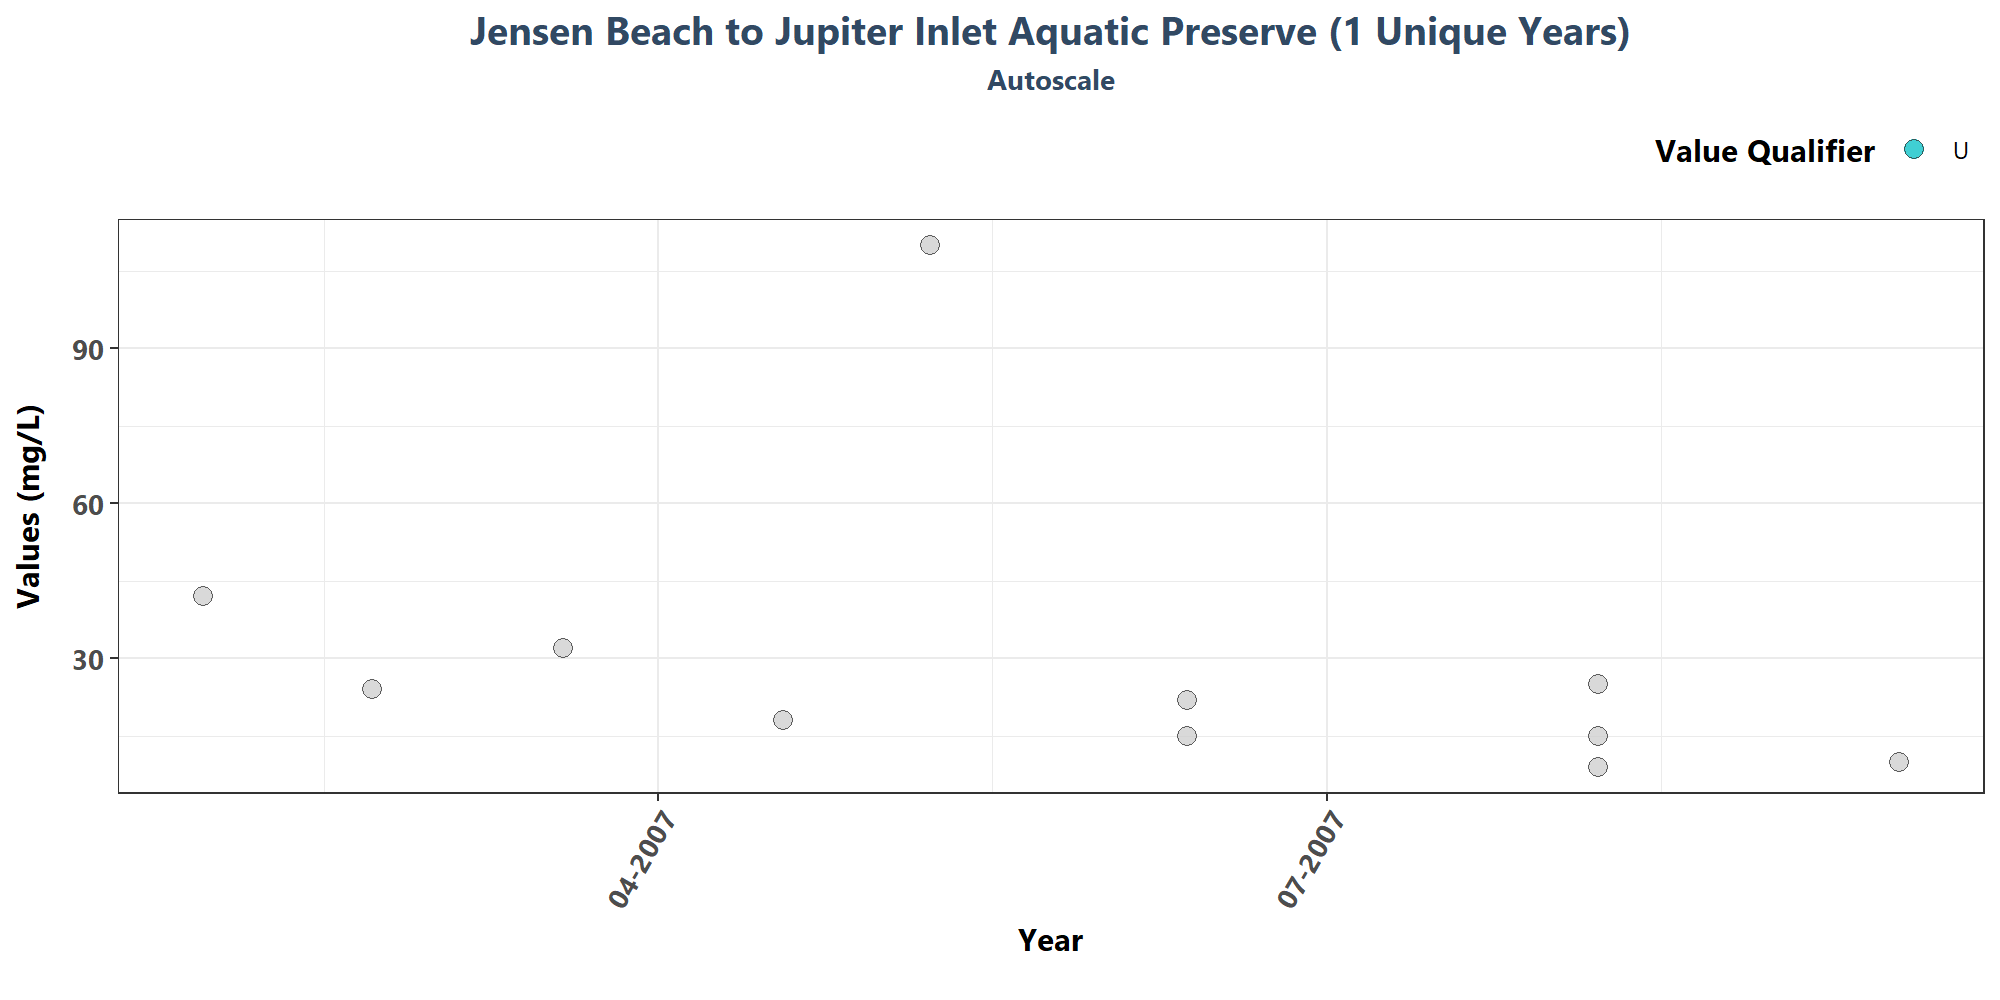 Jensen Beach to Jupiter Inlet Aquatic Preserve (1 Unique Years)
Autoscale
Value Qualifier U
Values (mg/L)
90
60
30
04-2007
07-2007
Year